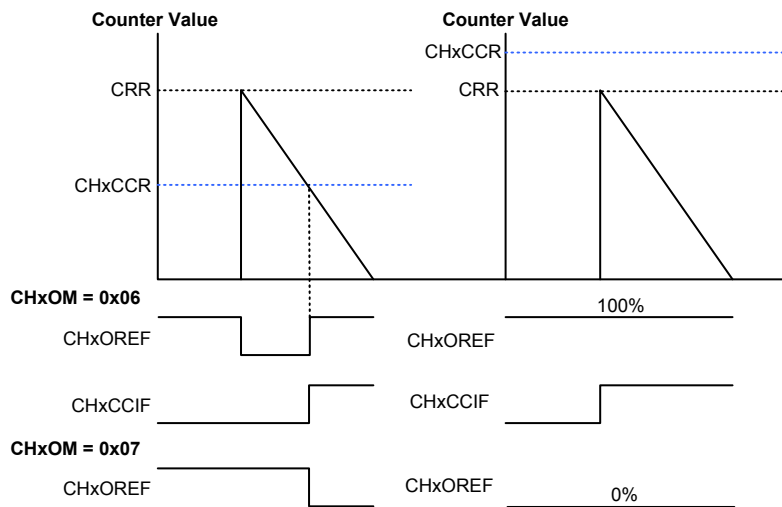 Counter Value
CRR
CHxCCR
CHxOM = 0x06
CHxOREF
CHxCCIF
CHxOM = 0x07
CHxOREF
Counter Value
CHxCCR
CRR
100%
CHxOREF
CHxCCIF
CHxOREF
0%